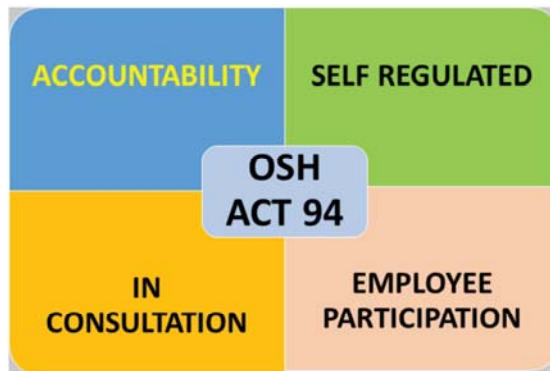 ACCOUNTABILITY
SELF REGULATED
OSH
ACT 94
IN
CONSULTATION
EMPLOYEE
PARTICIPATION